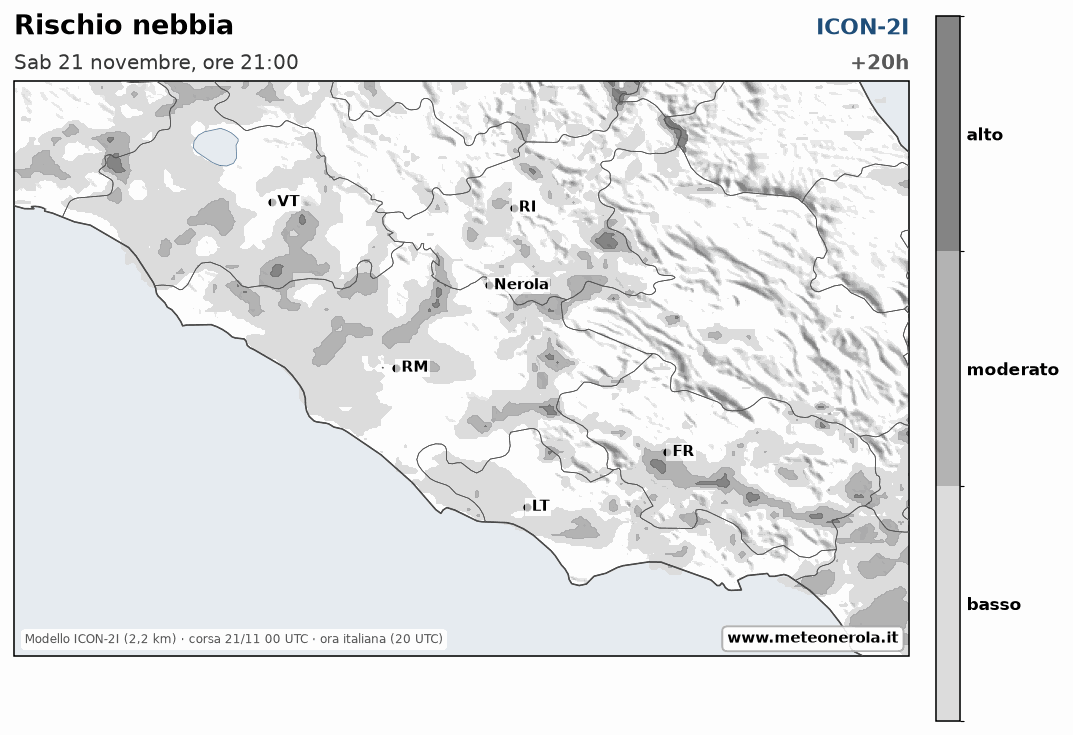 Rischio nebbia
ICON-2I
Sab 21 novembre, ore 21:00
+20h
alto
VT
RI
Nerola
RM
moderato
FR
LT
basso
Modello ICON-2I (2,2 km) · corsa 21/11 00 UTC · ora italiana (20 UTC)
www.meteonerola.it